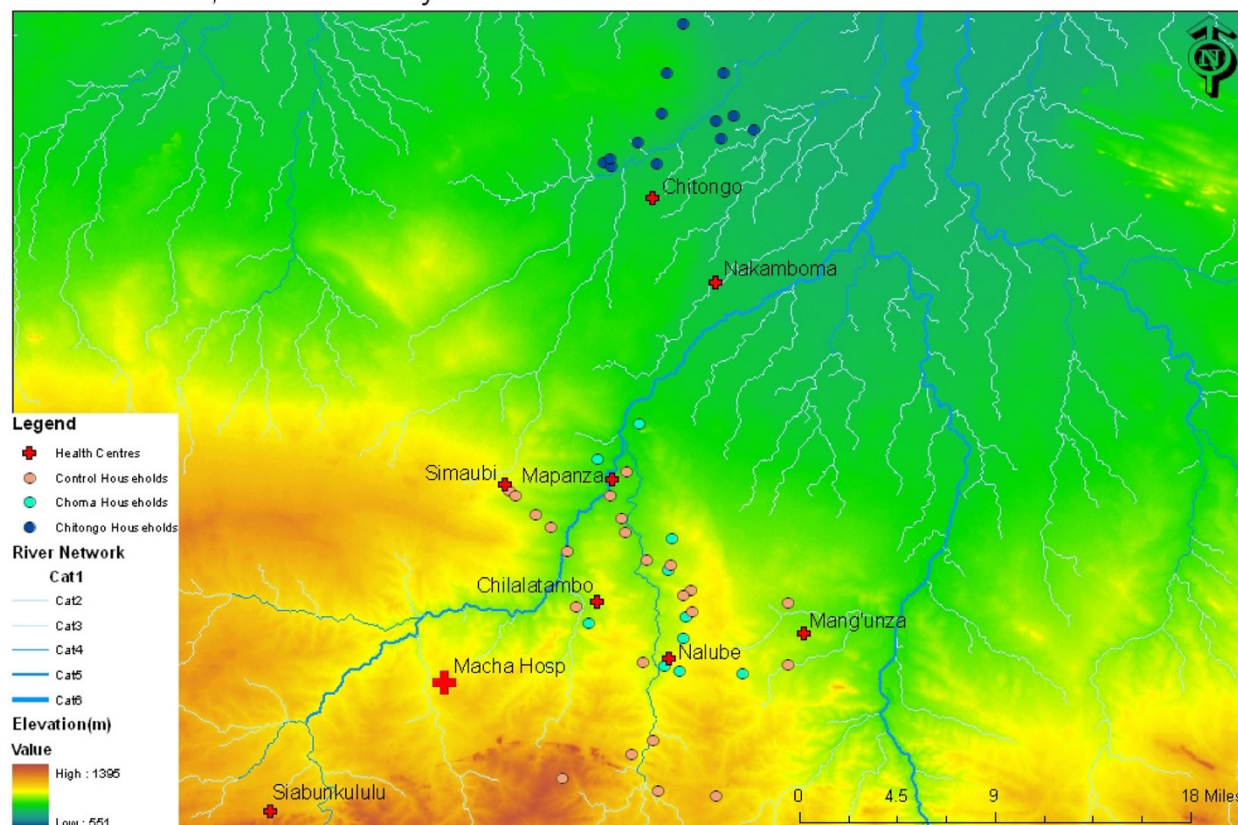 N
Chitongo
Nakamboma
Legend
Health Centres
Control Households
Choma Households
Chitongo Households
River Network
Cat1
Cat2
Cat3
Cat4
Cat5
Cat6
Elevation(m)
Value
High : 1395
Low : 551
Simaubi
Mapanza
Chilalatambo
Mang'unza
Nalube
Macha Hosp
Siabunkululu
0 4.5 9 18 Miles